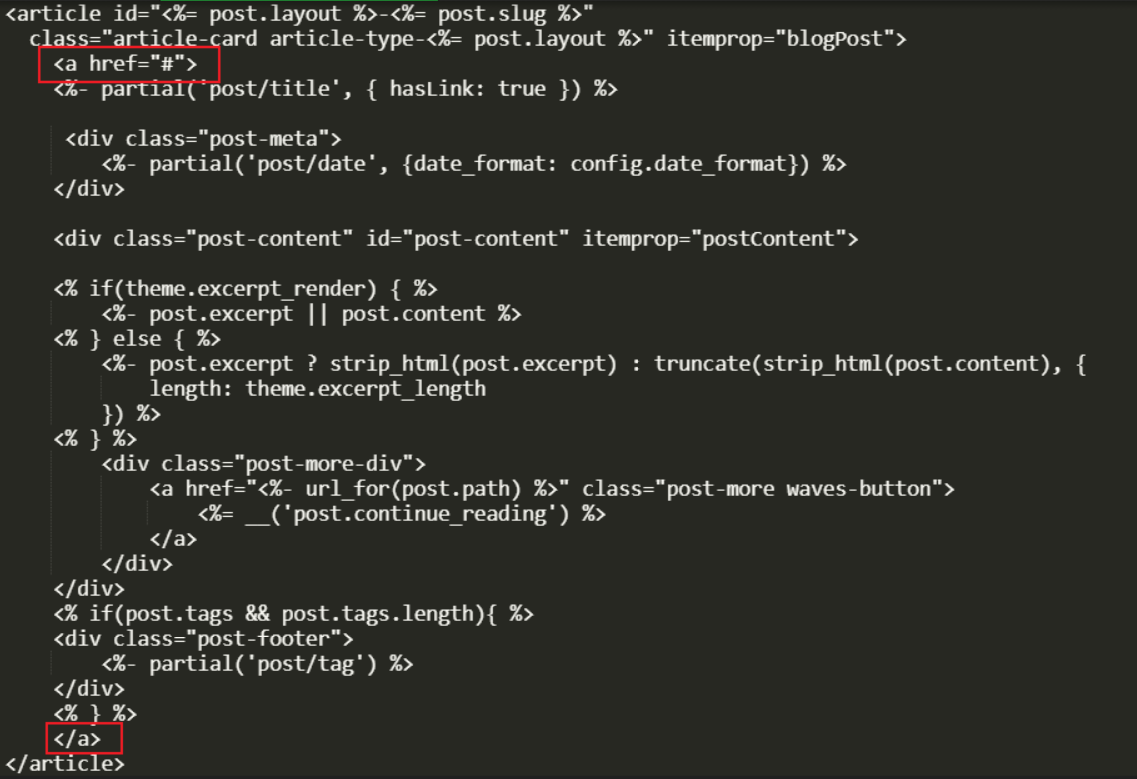 <article id="<%= post.layout %>-<%= post.slug %>"
  class="article-card article-type-<%= post.layout %>" itemprop="blogPost">
    <a href="#">
    <%- partial('post/title', { hasLink: true }) %>
     <div class="post-meta">
        <%- partial('post/date', {date_format: config.date_format}) %>
    </div>
    <div class="post-content" id="post-content" itemprop="postContent">
    <% if(theme.excerpt_render) { %>
        <%- post.excerpt || post.content %>
    <% } else { %>
        <%- post.excerpt ? strip_html(post.excerpt) : truncate(strip_html(post.content), {
            length: theme.excerpt_length
        }) %>
    <% } %>
        <div class="post-more-div">
            <a href="<%- url_for(post.path) %>" class="post-more waves-button">
                <%= __('post.continue_reading') %>
            </a>
        </div>
    </div>
    <% if(post.tags && post.tags.length){ %>
    <div class="post-footer">
        <%- partial('post/tag') %>
    </div>
    <% } %>
    </a>
</article>